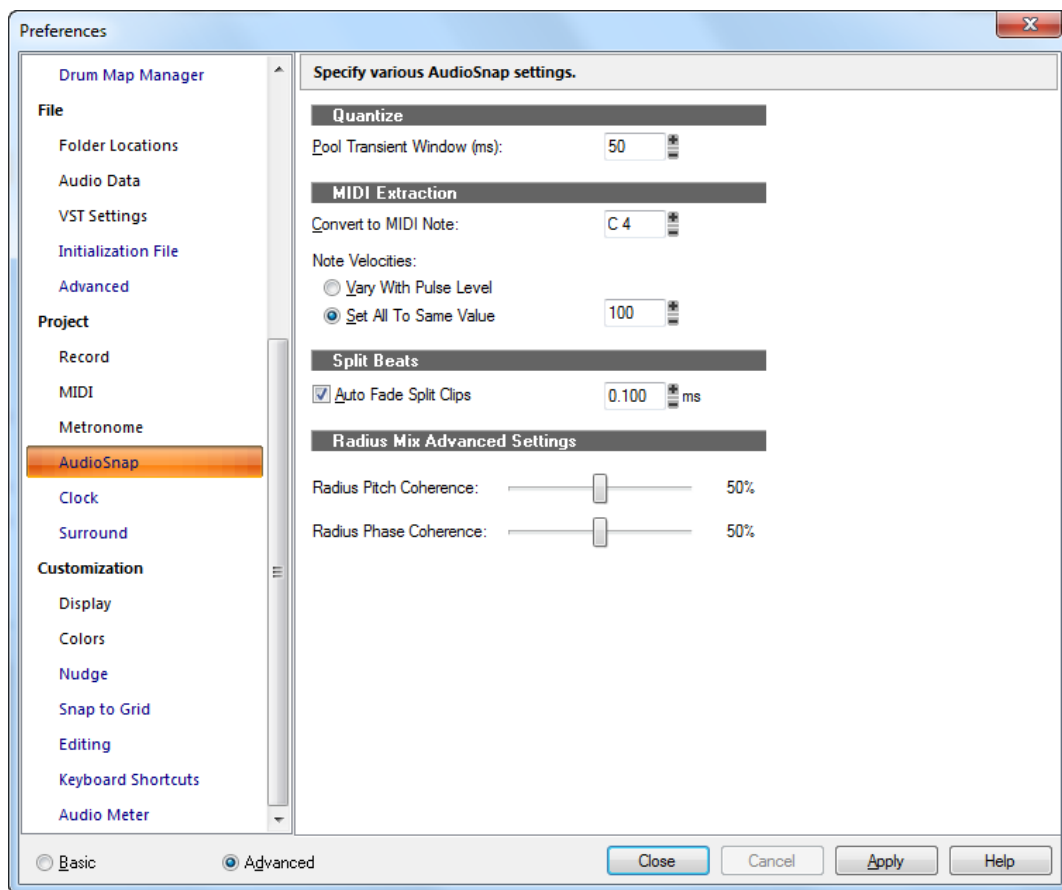 Preferences
Drum Map Manager
File
Folder Locations
Audio Data
VST Settings
Initialization File
Advanced
Project
Record
MIDI
Metronome
AudioSnap
Clock
Surround
Customization
Display
Colors
Nudge
Snap to Grid
Editing
Keyboard Shortcuts
Audio Meter
Specify various AudioSnap settings.
Quantize
Pool Transient Window (ms): 50
MIDI Extraction
Convert to MIDI Note: C 4
Note Velocities:
Vary With Pulse Level
Set All To Same Value 100
Split Beats
Auto Fade Split Clips 0.100 ms
Radius Mix Advanced Settings
Radius Pitch Coherence: 50%
Radius Phase Coherence: 50%
Basic Advanced Close Cancel Apply Help